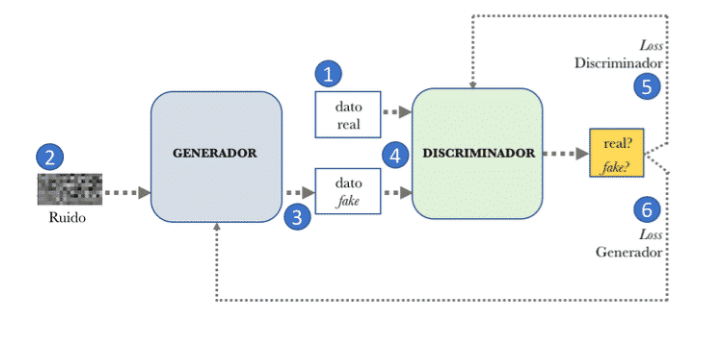 1
dato
real
2
Ruido
GENERADOR
3
dato
fake
4
DISCRIMINADOR
real?
fake?
Loss
Discriminador
5
6
Loss
Generador